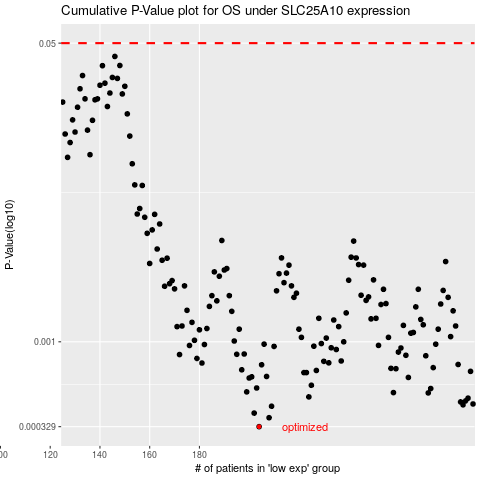 Cumulative P-Value plot for OS under SLC25A10 expression
0.05
P-Value(log10)
0.001
0.000329
optimized
00 120 140 160 180
# of patients in 'low exp' group